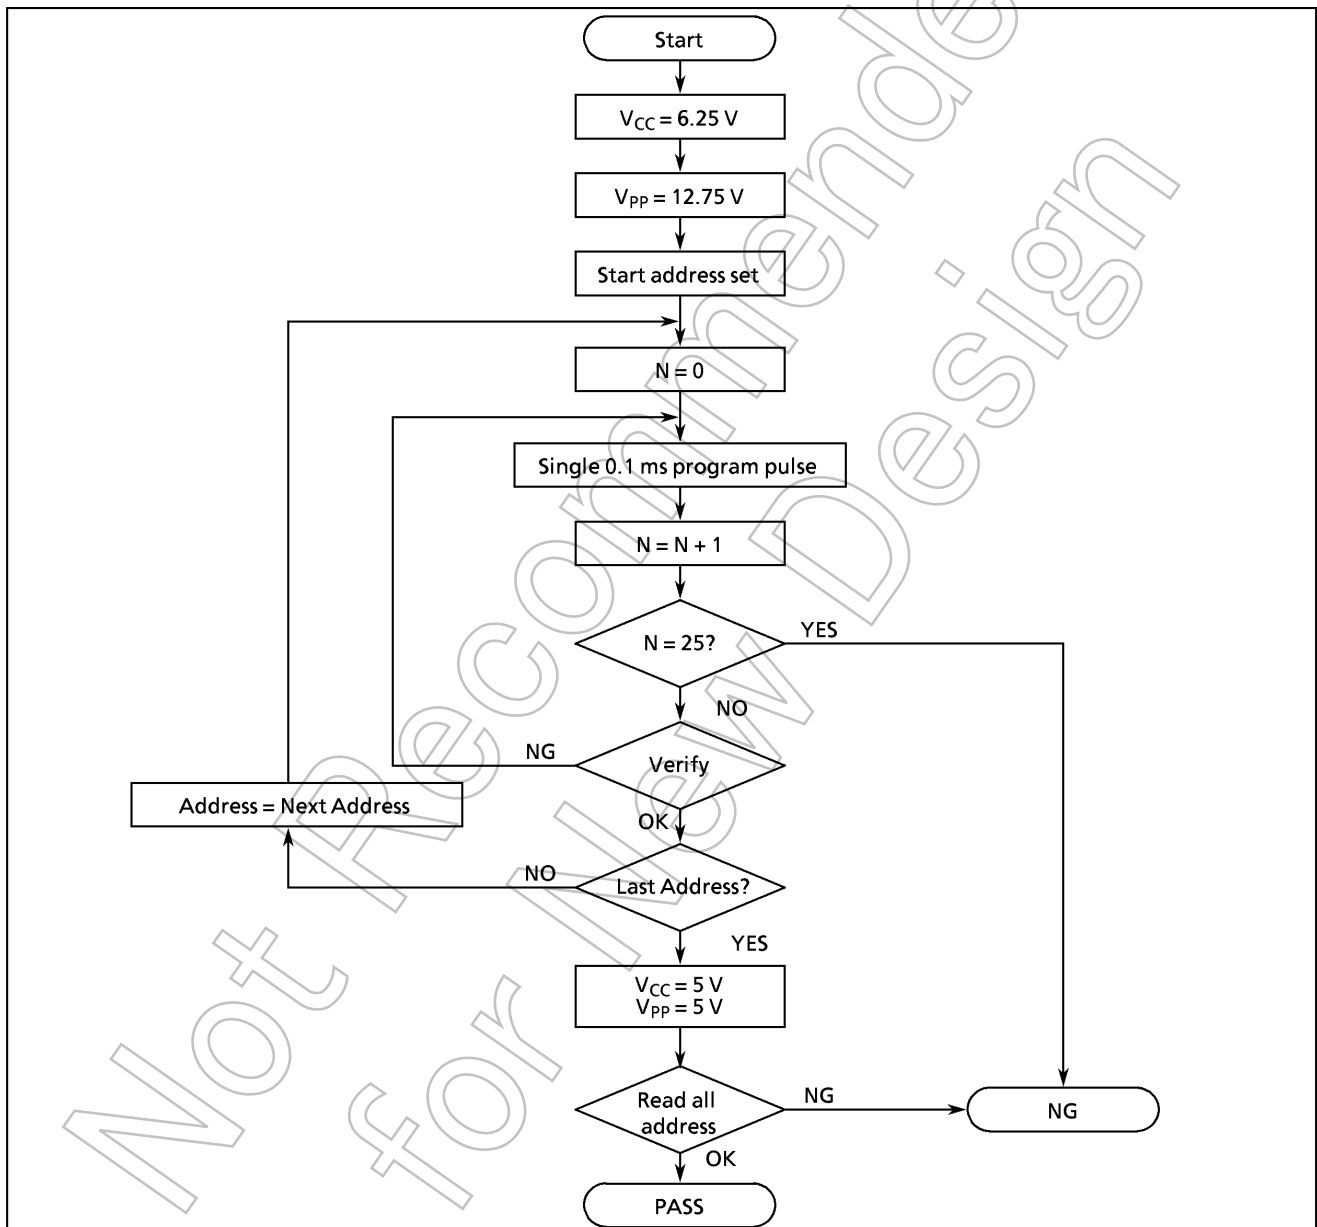 Start
VCC = 6.25 V
VPP = 12.75 V
Start address set
N = 0
Single 0.1 ms program pulse
N = N + 1
N = 25?
YES
NO
Verify
NG
Address = Next Address
OK
Last Address?
NO
YES
VCC = 5 V
VPP = 5 V
Read all
address
NG
NG
OK
PASS
Not Recommended
for New Design